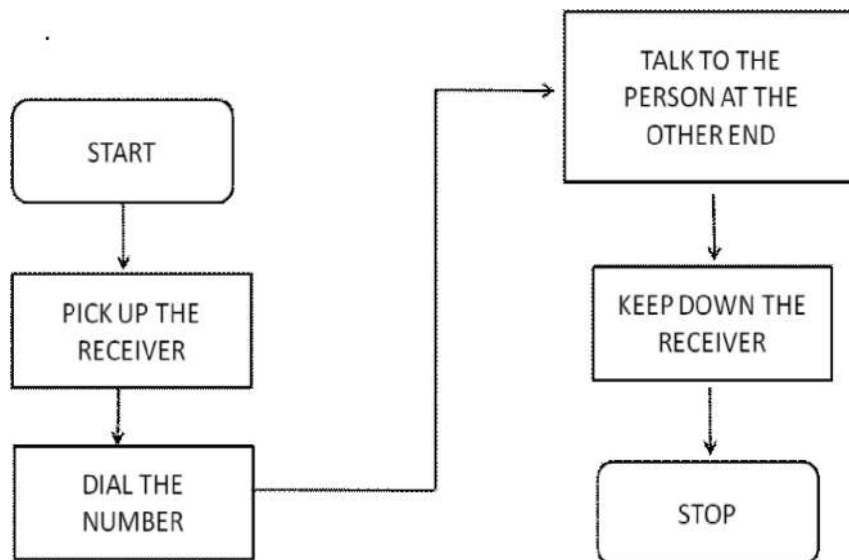 START
PICK UP THE
RECEIVER
DIAL THE
NUMBER
TALK TO THE
PERSON AT THE
OTHER END
KEEP DOWN THE
RECEIVER
STOP